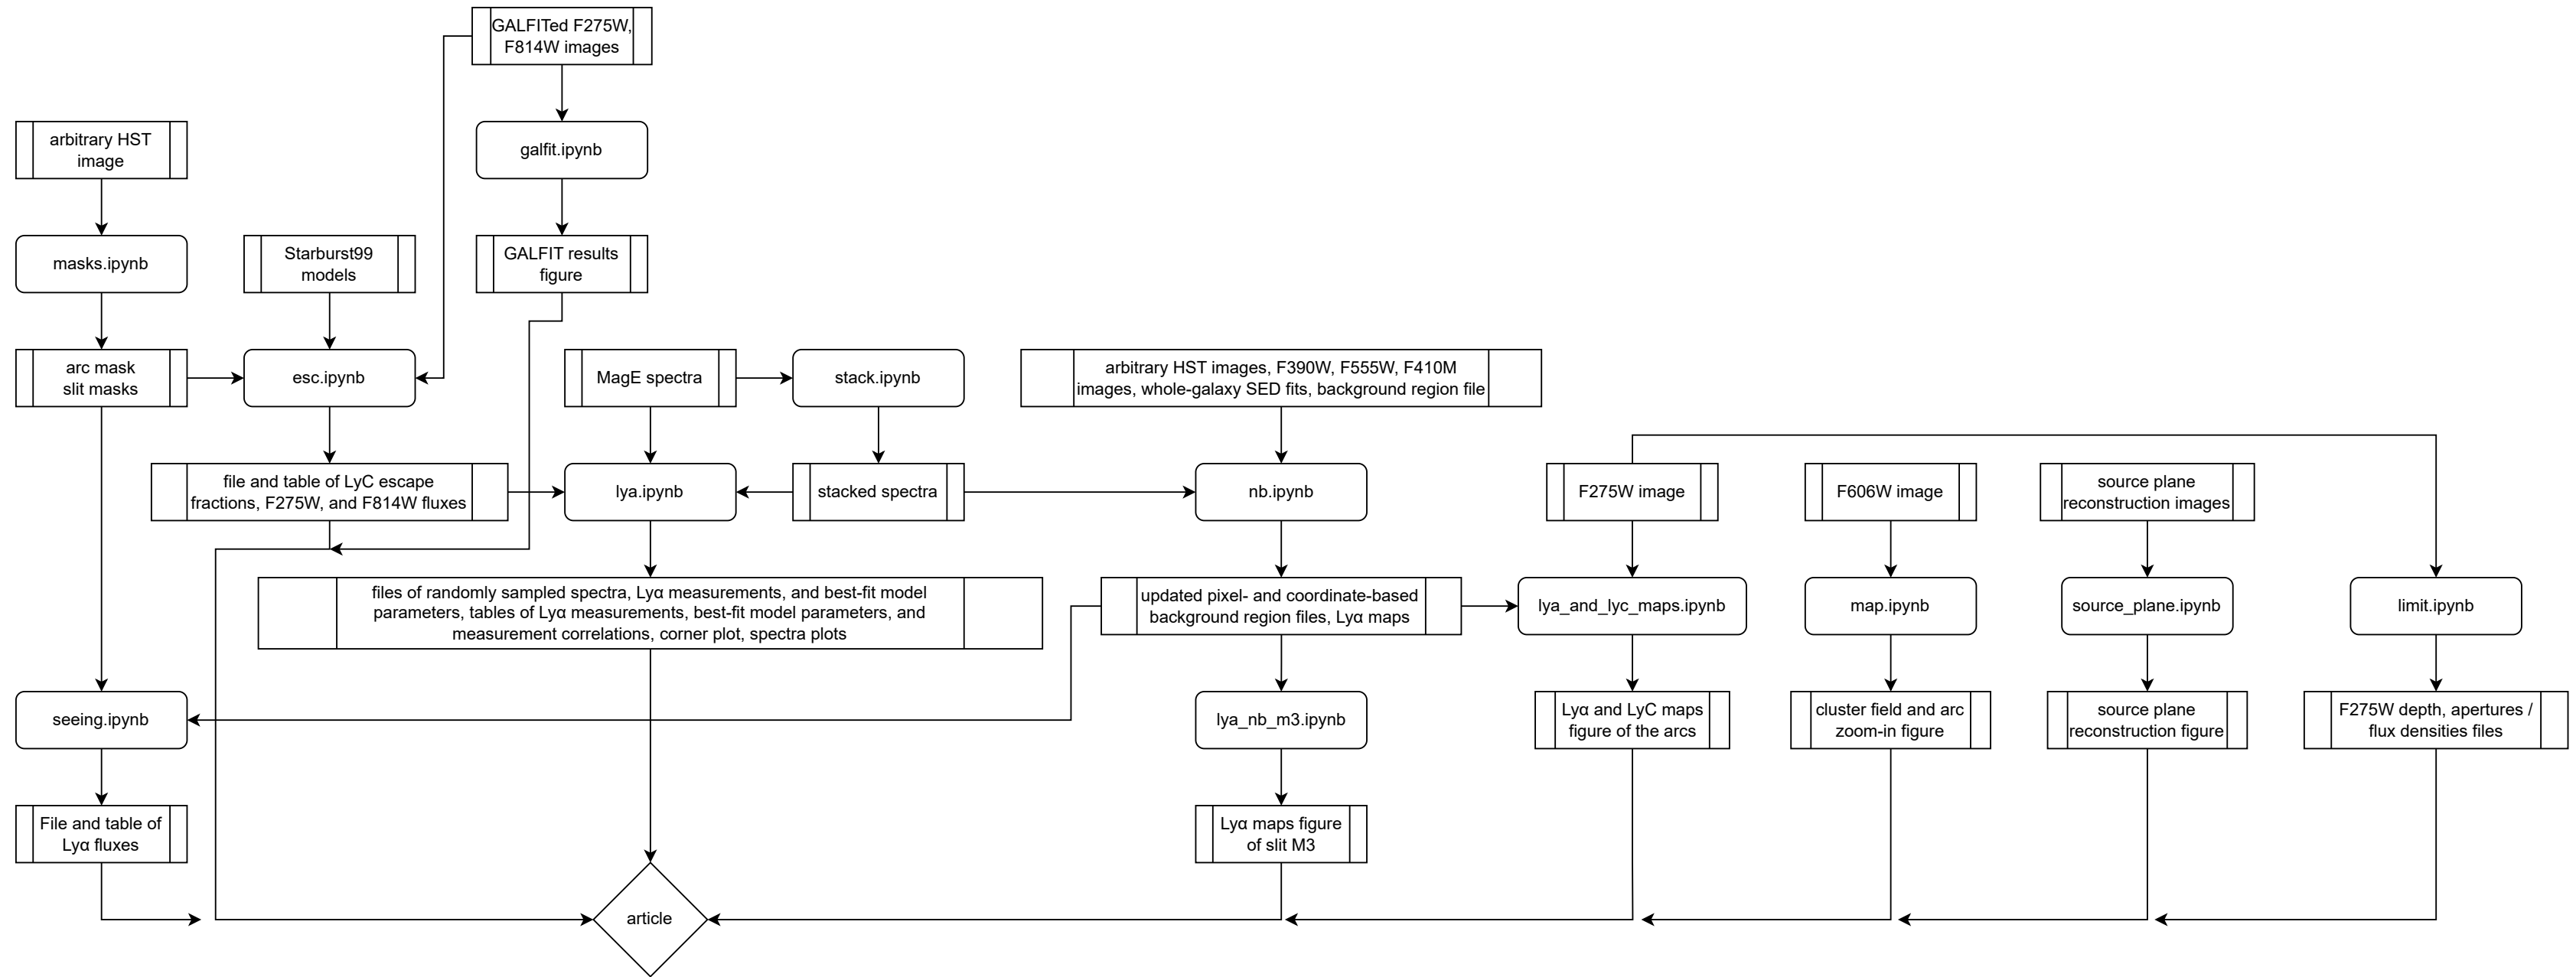 GALFITed F275W,
F814W images
arbitrary HST
image
galfit.ipynb
masks.ipynb
Starburst99
models
GALFIT results
figure
arc mask
slit masks
esc.ipynb
MagE spectra
stack.ipynb
arbitrary HST images, F390W, F555W, F410M
images, whole-galaxy SED fits, background region file
file and table of LyC escape
fractions, F275W, and F814W fluxes
lya.ipynb
stacked spectra
nb.ipynb
F275W image
F606W image
source plane
reconstruction images
files of randomly sampled spectra, Lyα measurements, and best-fit model
parameters, tables of Lyα measurements, best-fit model parameters, and
measurement correlations, corner plot, spectra plots
updated pixel- and coordinate-based
background region files, Lyα maps
lya_and_lyc_maps.ipynb
map.ipynb
source_plane.ipynb
limit.ipynb
seeing.ipynb
lya_nb_m3.ipynb
Lyα and LyC maps
figure of the arcs
cluster field and arc
zoom-in figure
source plane
reconstruction figure
F275W depth, apertures /
flux densities files
File and table of
Lyα fluxes
Lyα maps figure
of slit M3
article